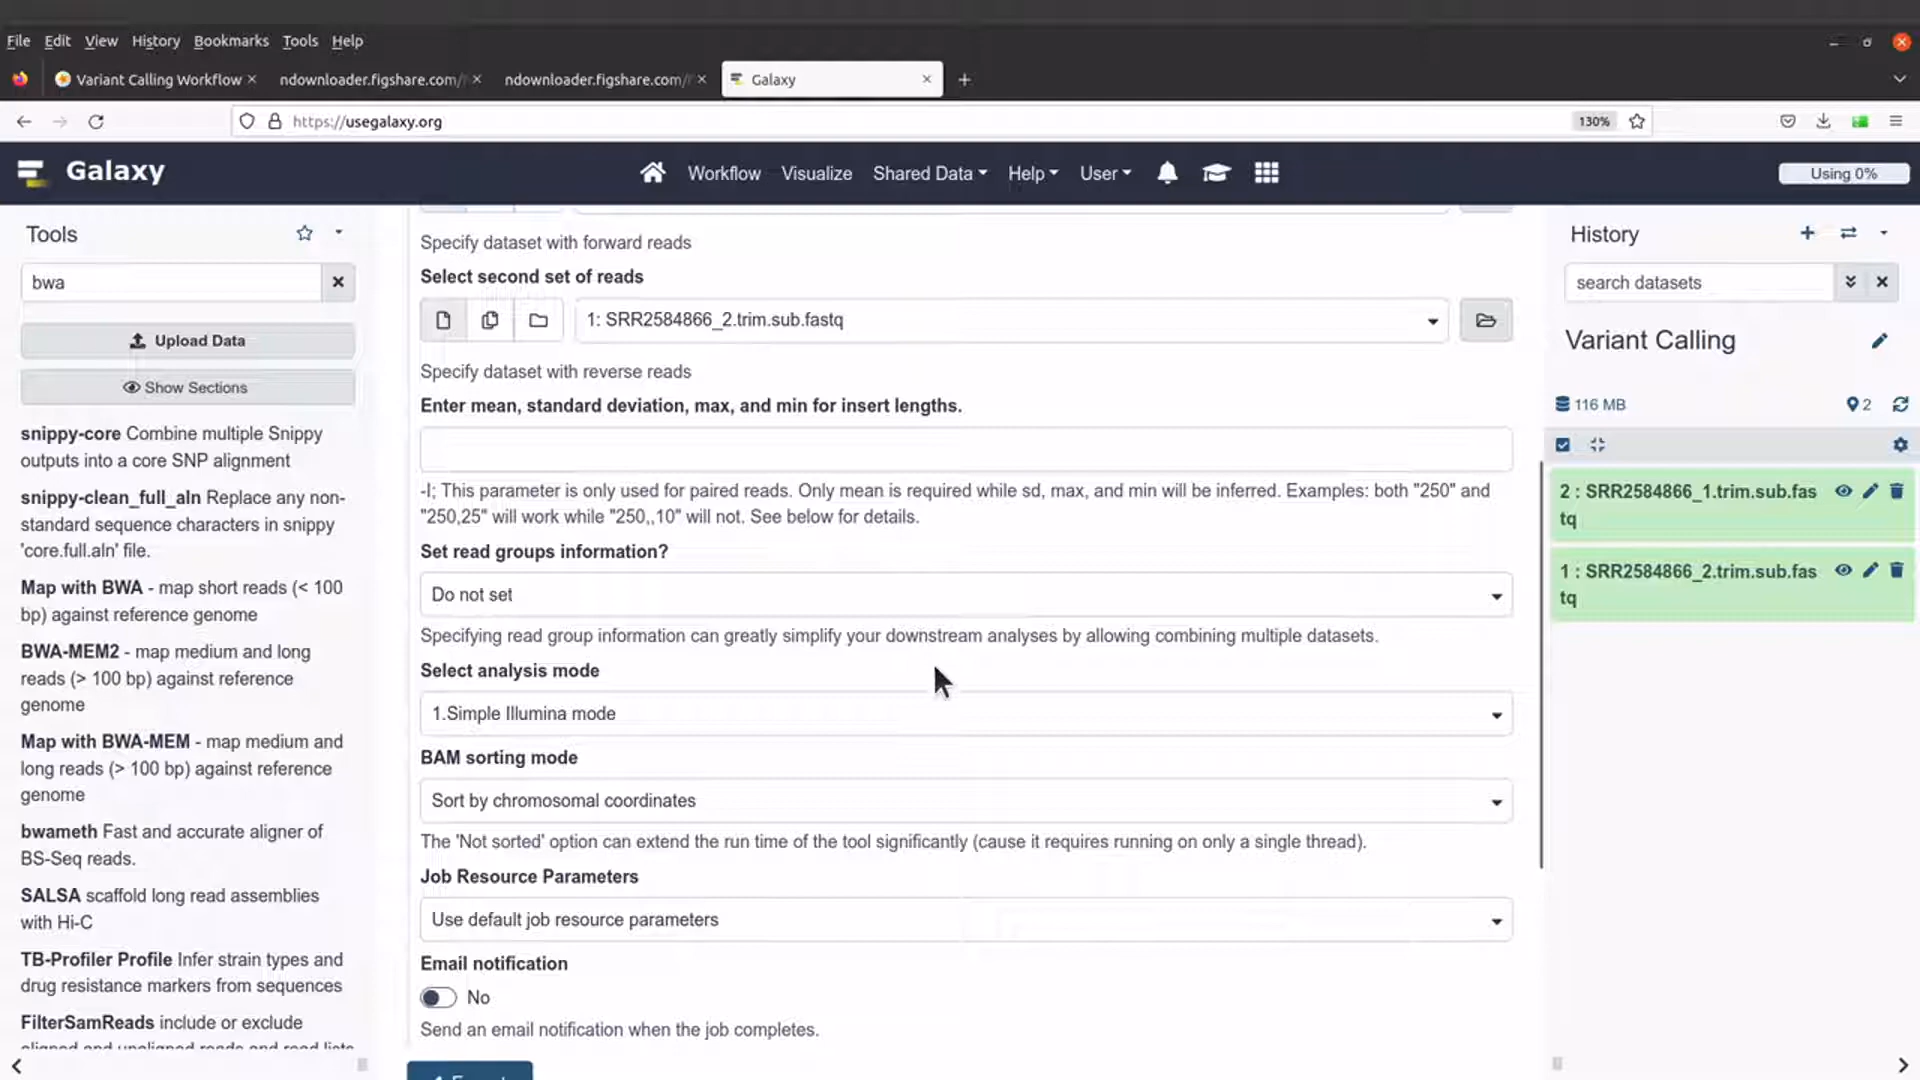 File Edit View History Bookmarks Tools Help
Variant Calling Workflow
ndownloader.figshare.com/
ndownloader.figshare.com/
Galaxy
https://usegalaxy.org
130%
Galaxy
Workflow Visualize Shared Data Help User
Using 0%
Tools
bwa
Upload Data
Show Sections
snippy-core Combine multiple Snippy
outputs into a core SNP alignment
snippy-clean_full_aln Replace any non-
standard sequence characters in snippy
'core.full.aln' file.
Map with BWA - map short reads (< 100
bp) against reference genome
BWA-MEM2 - map medium and long
reads (> 100 bp) against reference
genome
Map with BWA-MEM - map medium and
long reads (> 100 bp) against reference
genome
bwameth Fast and accurate aligner of
BS-Seq reads.
SALSA scaffold long read assemblies
with Hi-C
TB-Profiler Profile Infer strain types and
drug resistance markers from sequences
FilterSamReads include or exclude
aligned and unaligned reads and read lists
Specify dataset with forward reads
Select second set of reads
1: SRR2584866_2.trim.sub.fastq
Specify dataset with reverse reads
Enter mean, standard deviation, max, and min for insert lengths.
-I; This parameter is only used for paired reads. Only mean is required while sd, max, and min will be inferred. Examples: both "250" and
"250,25" will work while "250,,10" will not. See below for details.
Set read groups information?
Do not set
Specifying read group information can greatly simplify your downstream analyses by allowing combining multiple datasets.
Select analysis mode
1.Simple Illumina mode
BAM sorting mode
Sort by chromosomal coordinates
The 'Not sorted' option can extend the run time of the tool significantly (cause it requires running on only a single thread).
Job Resource Parameters
Use default job resource parameters
Email notification
No
Send an email notification when the job completes.
History
search datasets
Variant Calling
116 MB
2
2 : SRR2584866_1.trim.sub.fas
tq
1 : SRR2584866_2.trim.sub.fas
tq